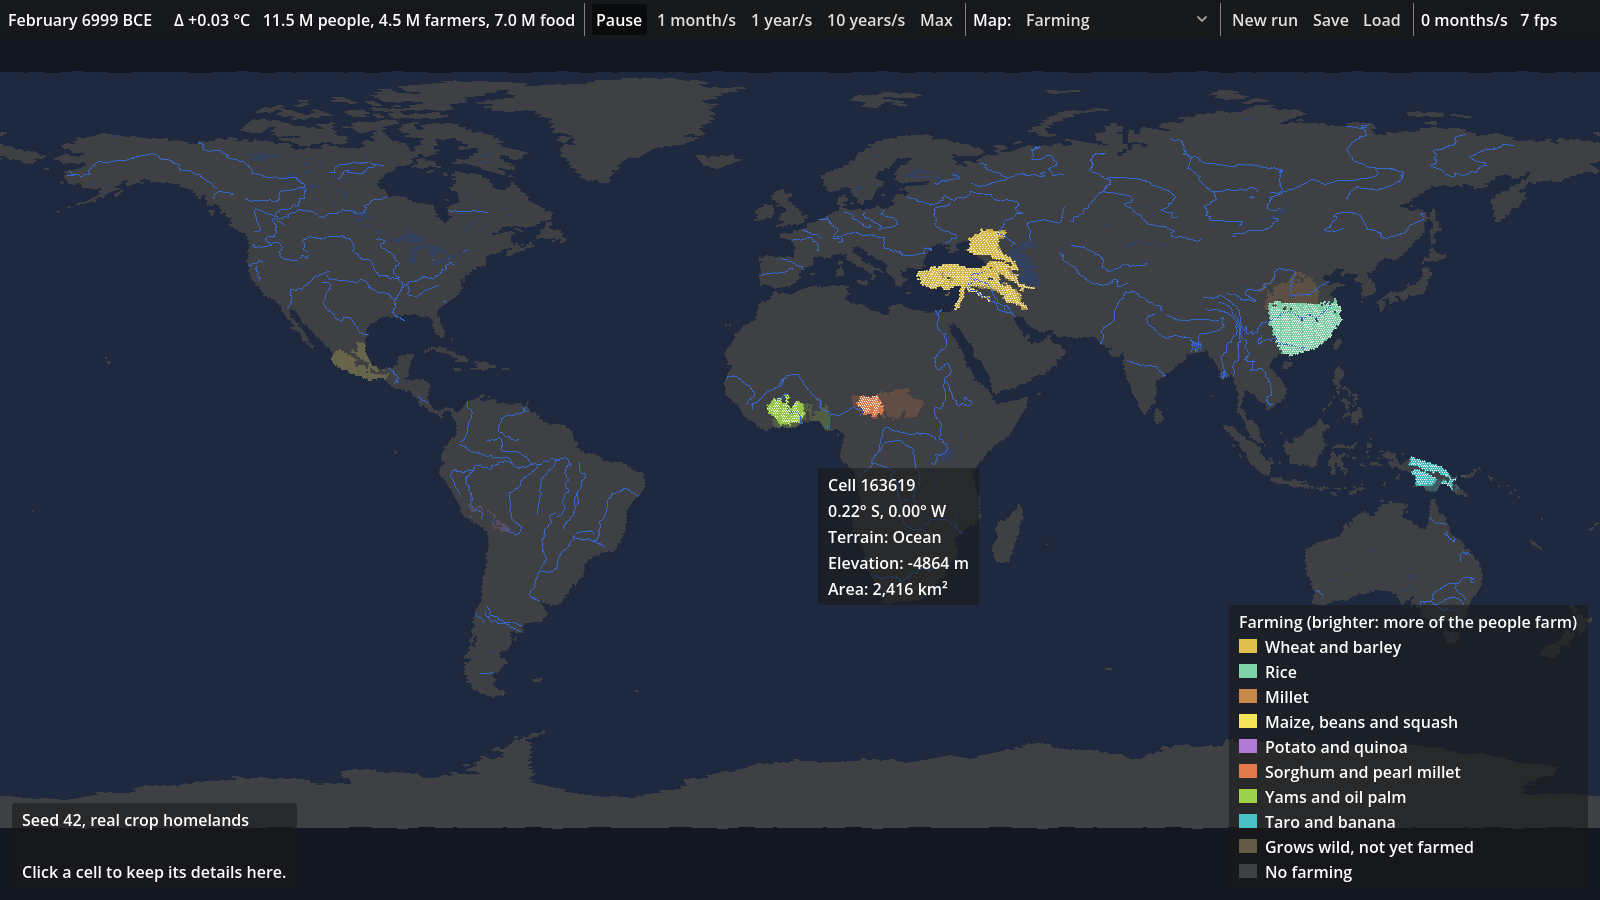 February 6999 BCE Δ +0.03 °C 11.5 M people, 4.5 M farmers, 7.0 M food Pause 1 month/s 1 year/s 10 years/s Max Map: Farming New run Save Load 0 months/s 7 fps
Cell 163619
0.22° S, 0.00° W
Terrain: Ocean
Elevation: -4864 m
Area: 2,416 km²
Farming (brighter: more of the people farm)
Wheat and barley
Rice
Millet
Maize, beans and squash
Potato and quinoa
Sorghum and pearl millet
Yams and oil palm
Taro and banana
Grows wild, not yet farmed
No farming
Seed 42, real crop homelands
Click a cell to keep its details here.